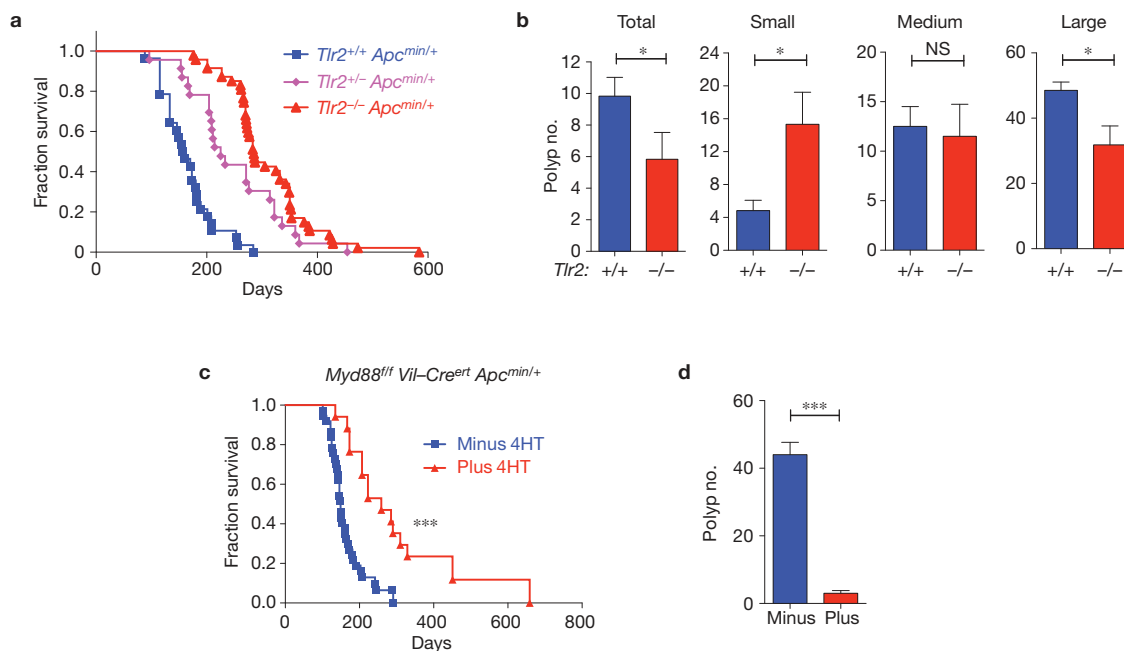 a
1.0
0.8
0.6
0.4
0.2
0
0
200
400
600
Fraction survival
Days
Tlr2+/+ Apcmin/+
Tlr2+/− Apcmin/+
Tlr2−/− Apcmin/+
b
Total
Small
Medium
Large
Polyp no.
12
10
8
6
4
2
0
*
24
20
16
12
8
4
0
*
20
15
10
5
0
NS
60
40
20
0
*
Tlr2: +/+ −/− +/+ −/− +/+ −/− +/+ −/−
c
Myd88f/f Vil–Creert Apcmin/+
1.0
0.8
0.6
0.4
0.2
0.0
0
200
400
600
800
Fraction survival
Days
Minus 4HT
Plus 4HT
***
d
Polyp no.
60
40
20
0
***
Minus Plus